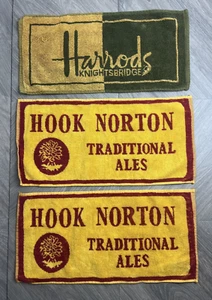 Harrods
KNIGHTSBRIDGE
HOOK NORTON
TRADITIONAL
ALES
HOOK NORTON
TRADITIONAL
ALES